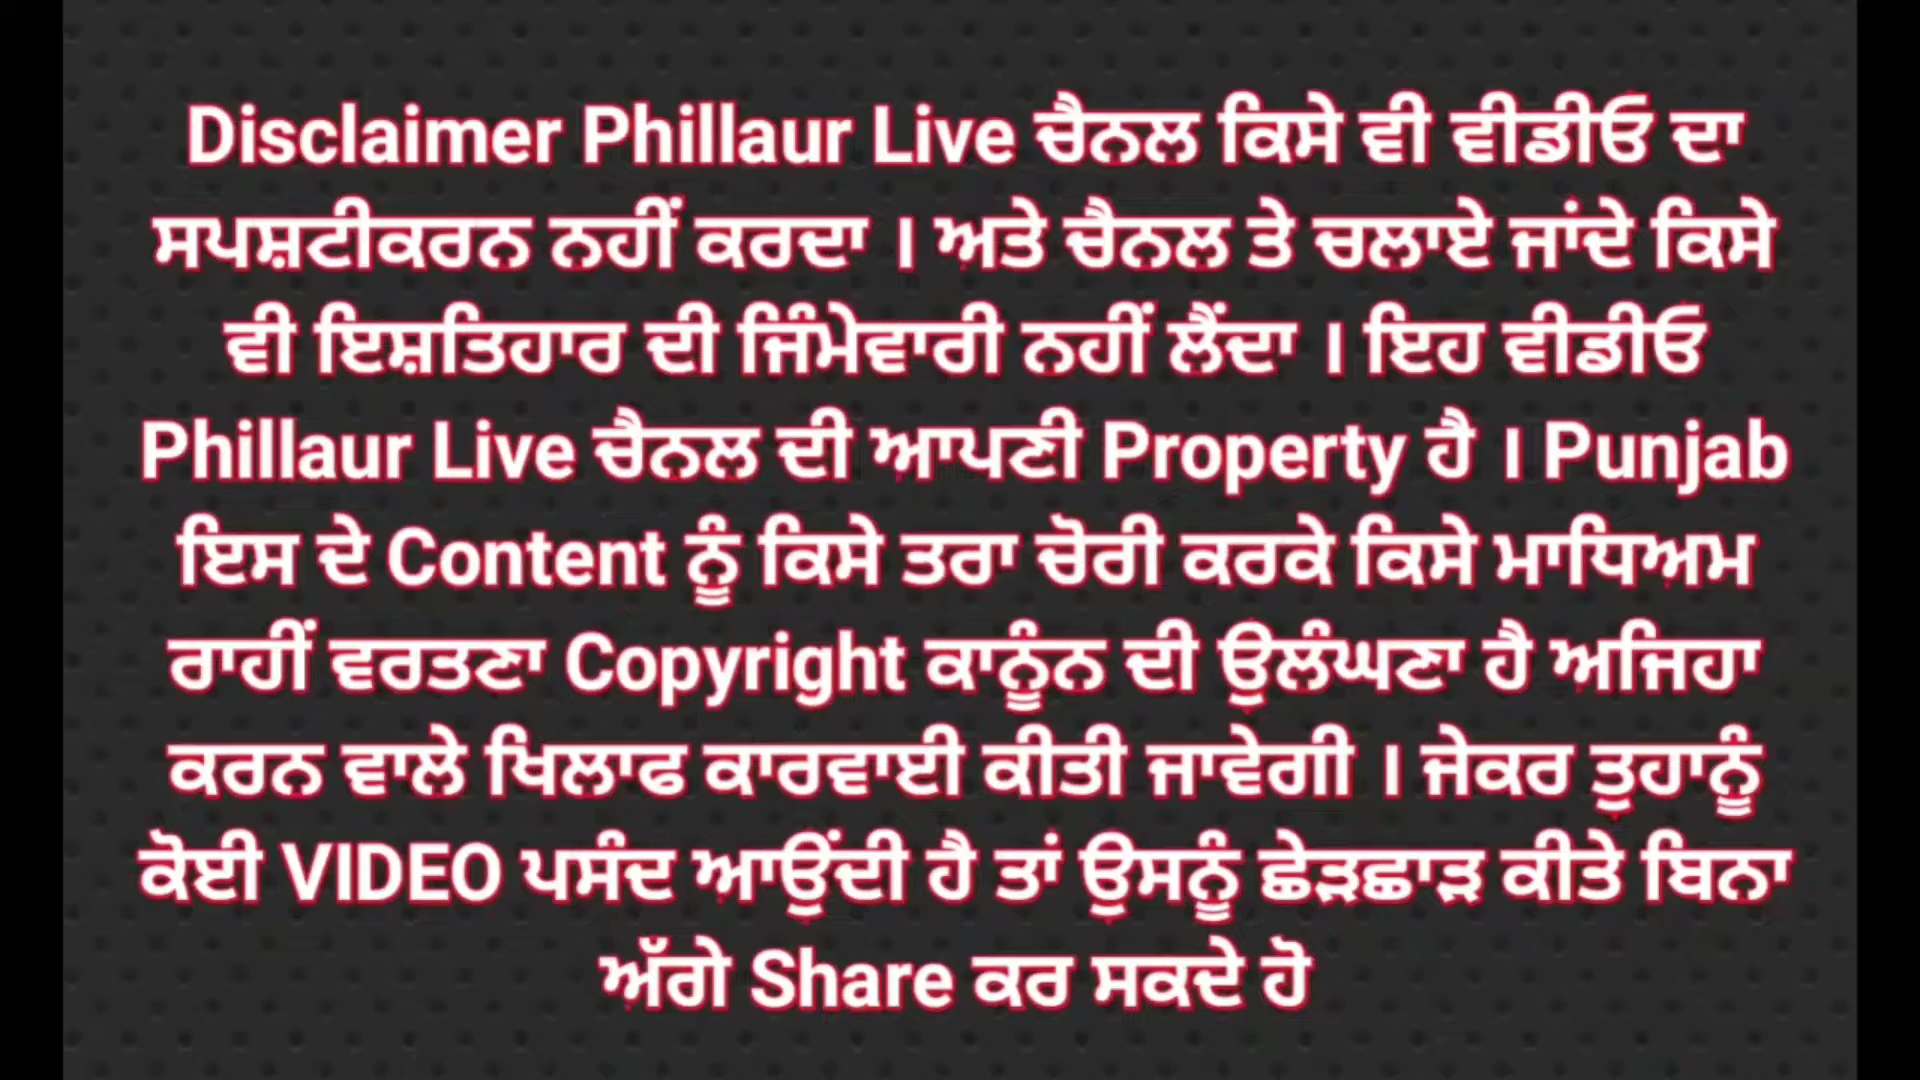 Disclaimer Phillaur Live ਚੈਨਲ ਕਿਸੇ ਵੀ ਵੀਡੀਓ ਦਾ
ਸਪਸ਼ਟੀਕਰਨ ਨਹੀਂ ਕਰਦਾ । ਅਤੇ ਚੈਨਲ ਤੇ ਚਲਾਏ ਜਾਂਦੇ ਕਿਸੇ
ਵੀ ਇਸ਼ਤਿਹਾਰ ਦੀ ਜਿੰਮੇਵਾਰੀ ਨਹੀਂ ਲੈਂਦਾ । ਇਹ ਵੀਡੀਓ
Phillaur Live ਚੈਨਲ ਦੀ ਆਪਣੀ Property ਹੈ । Punjab
ਇਸ ਦੇ Content ਨੂੰ ਕਿਸੇ ਤਰਾ ਚੋਰੀ ਕਰਕੇ ਕਿਸੇ ਮਾਧਿਅਮ
ਰਾਹੀਂ ਵਰਤਣਾ Copyright ਕਾਨੂੰਨ ਦੀ ਉਲੰਘਣਾ ਹੈ ਅਜਿਹਾ
ਕਰਨ ਵਾਲੇ ਖਿਲਾਫ ਕਾਰਵਾਈ ਕੀਤੀ ਜਾਵੇਗੀ । ਜੇਕਰ ਤੁਹਾਨੂੰ
ਕੋਈ VIDEO ਪਸੰਦ ਆਉਂਦੀ ਹੈ ਤਾਂ ਉਸਨੂੰ ਛੇੜਛਾੜ ਕੀਤੇ ਬਿਨਾ
ਅੱਗੇ Share ਕਰ ਸਕਦੇ ਹੋ